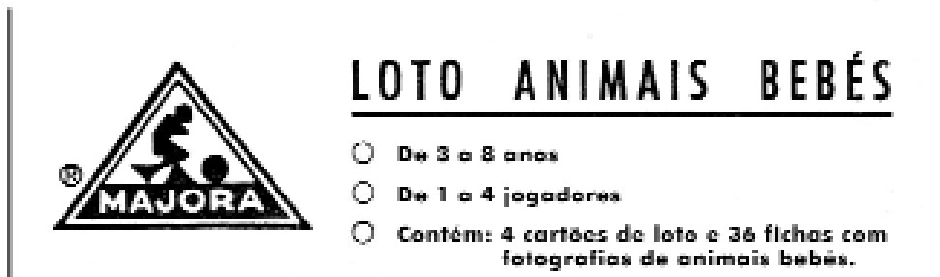 LOTO ANIMAIS BEBÉS
® MAJORA
De 3 a 8 anos
De 1 a 4 jogadores
Contém: 4 cartões de loto e 36 fichas com
fotografias de animais bebés.